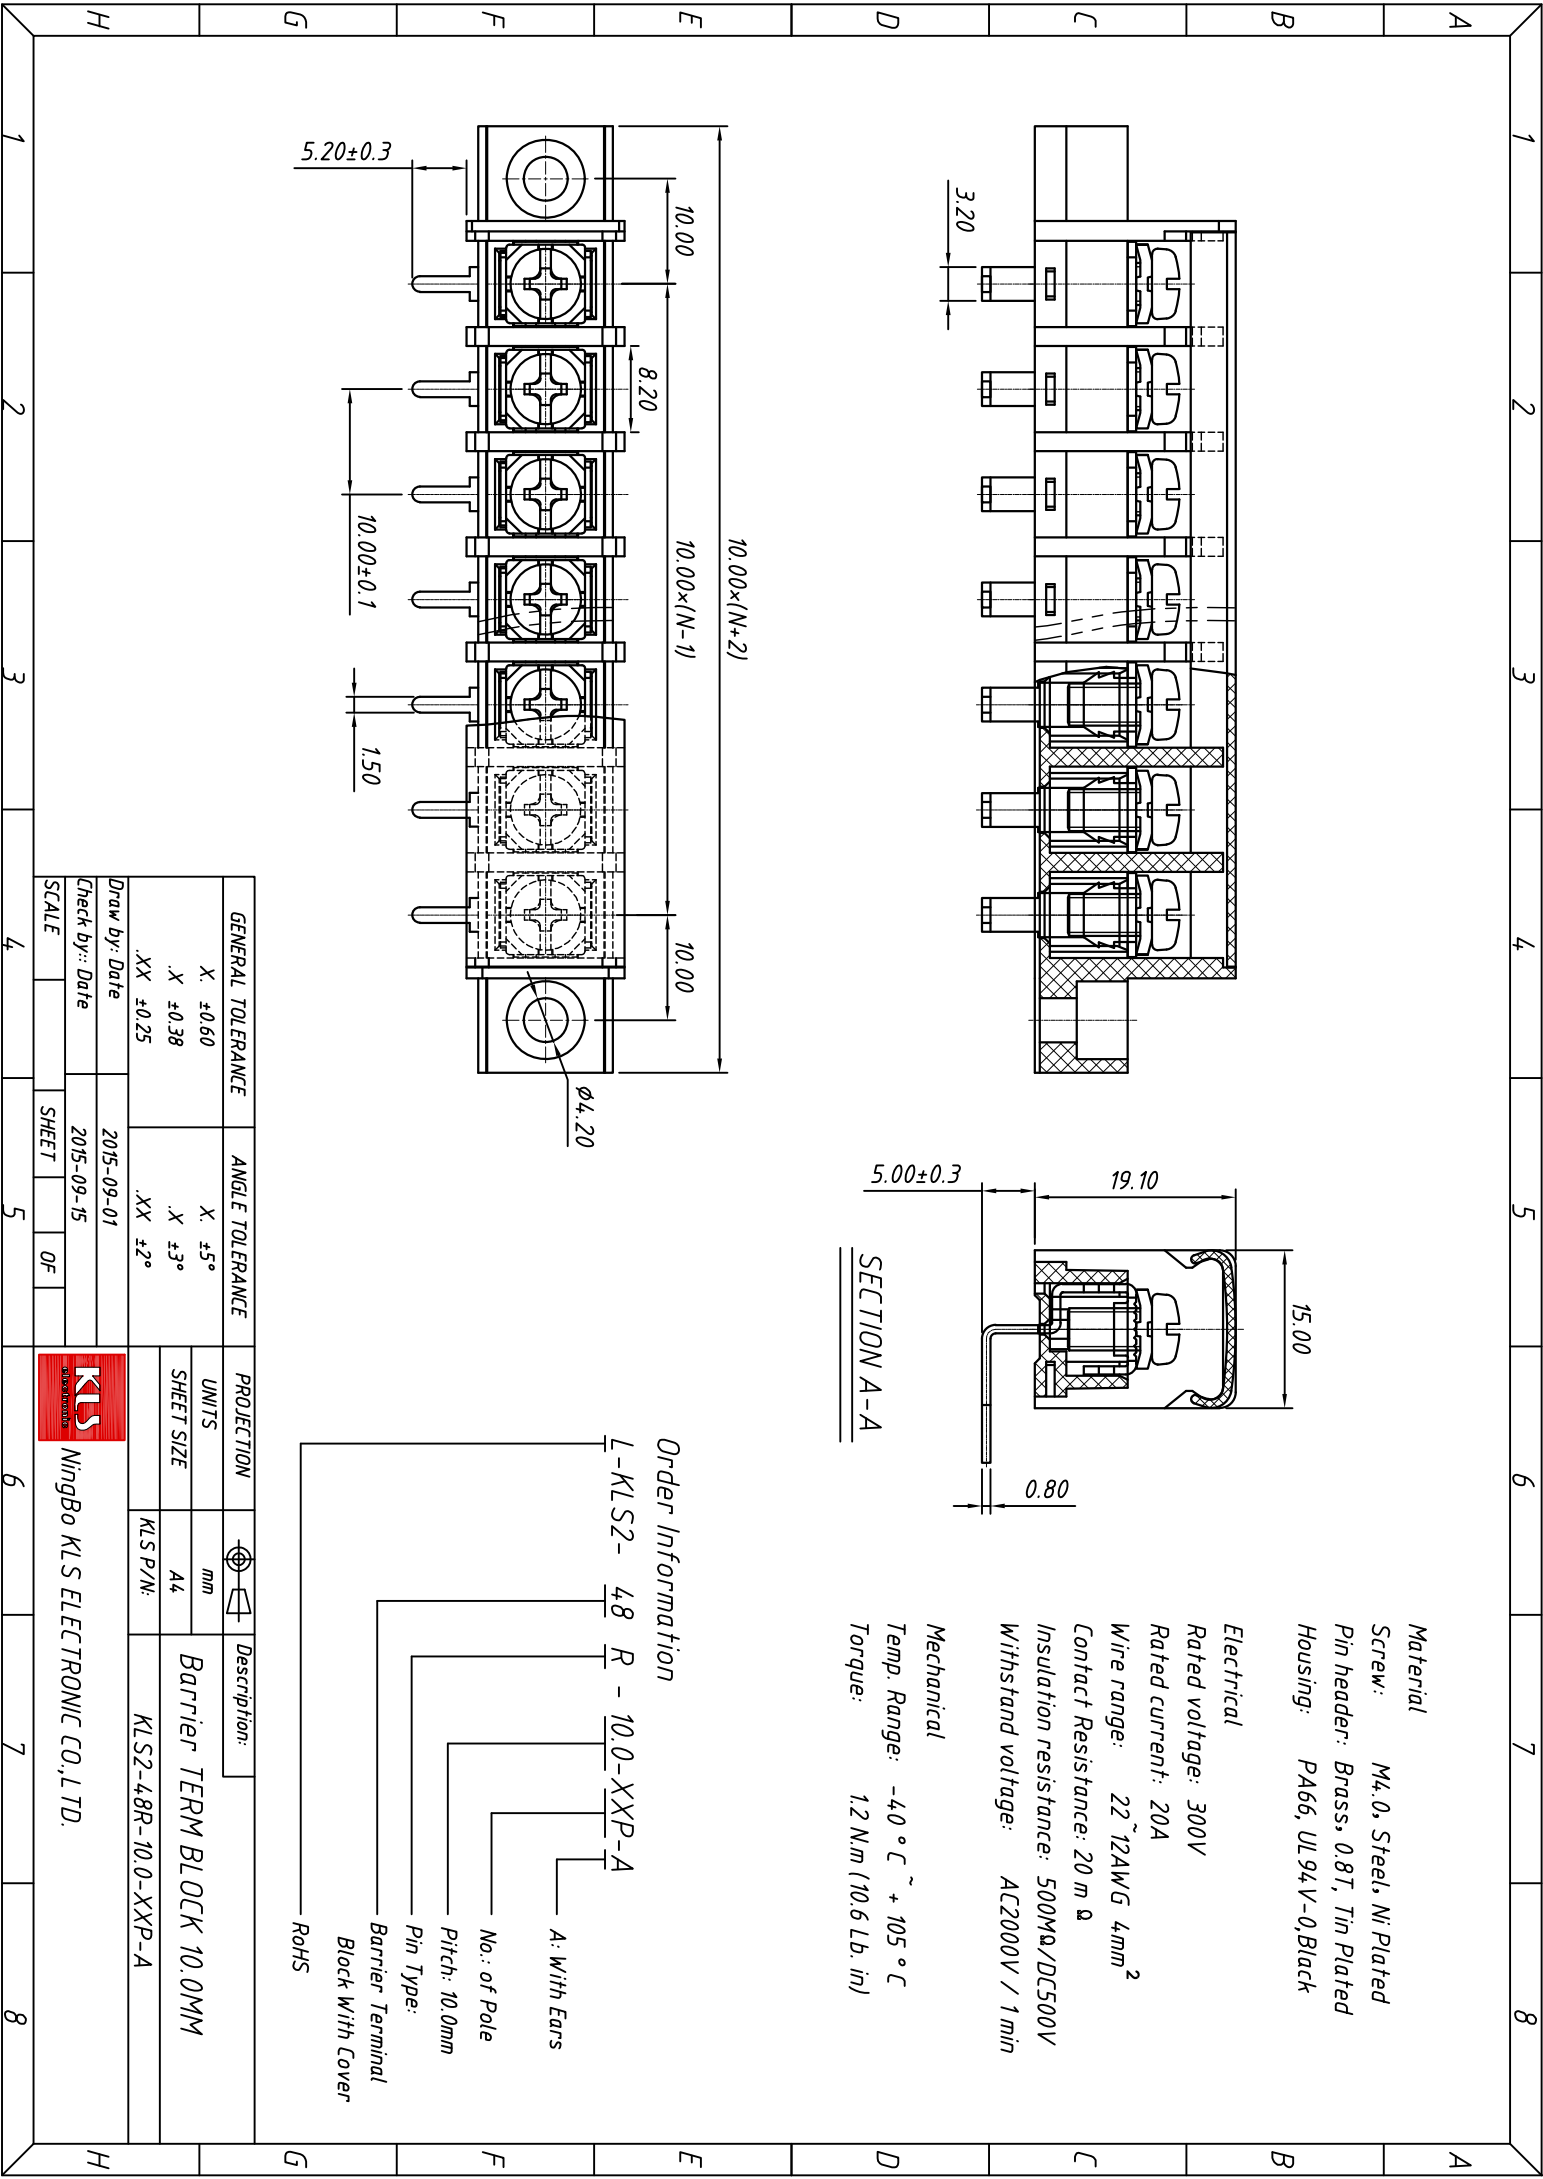 1 2 3 4 5 6 7 8
A
B
C
D
E
F
G
H
A
B
C
D
E
F
G
H
1 2 3 4 5 6 7 8
3.20
19.10
5.00±0.3
15.00
0.80
SECTION A-A
10.00×(N+2)
10.00
10.00×(N-1)
10.00
8.20
5.20±0.3
10.00±0.1
1.50
Ø4.20
Material
Screw: M4.0, Steel, Ni Plated
Pin header: Brass, 0.8T, Tin Plated
Housing: PA66, UL94V-0,Black
Electrical
Rated voltage: 300V
Rated current: 20A
Wire range: 22~12AWG 4mm²
Contact Resistance: 20 m Ω
Insulation resistance: 500MΩ/DC500V
Withstand voltage: AC2000V / 1 min
Mechanical
Temp. Range: -40 °C ~ + 105 °C
Torque: 1.2 N.m (10.6 Lb. in)
Order Information
L-KLS2- 48 R - 10.0-XXP-A
A: With Ears
No.: of Pole
Pitch: 10.0mm
Pin Type:
Barrier Terminal
Block With Cover
RoHS
GENERAL TOLERANCE
X. ±0.60
.X ±0.38
.XX ±0.25
ANGLE TOLERANCE
X. ±5°
.X ±3°
.XX ±2°
Draw by: Date 2015-09-01
Check by:: Date 2015-09-15
SCALE SHEET OF
PROJECTION
UNITS mm
SHEET SIZE A4
Description:
Barrier TERM BLOCK 10.0MM
KLS P/N: KLS2-48R-10.0-XXP-A
KLS
electronic
NingBo KLS ELECTRONIC CO.,LTD.